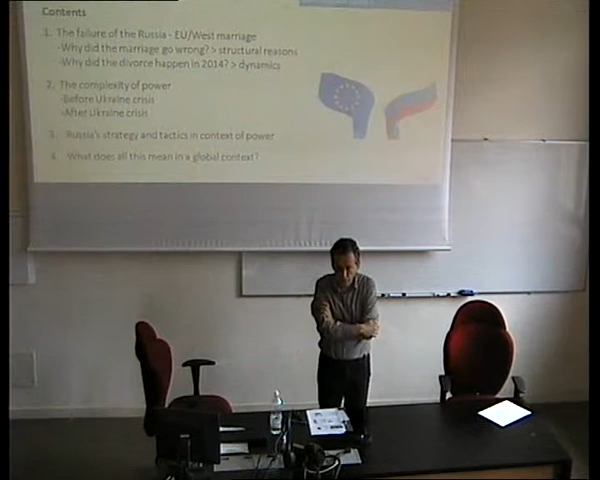 Contents
1. The failure of the Russia - EU/West marriage
-Why did the marriage go wrong? > structural reasons
-Why did the divorce happen in 2014? > dynamics
2. The complexity of power
-Before Ukraine crisis
-After Ukraine crisis
3. Russia's strategy and tactics in context of power
4. What does all this mean in a global context?